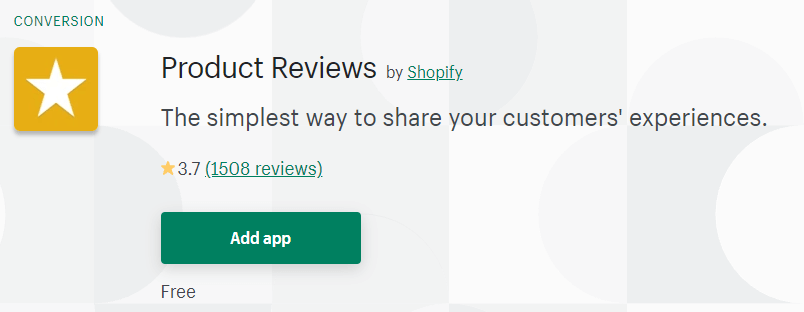 CONVERSION
Product Reviews by Shopify
The simplest way to share your customers' experiences.
3.7 (1508 reviews)
Add app
Free